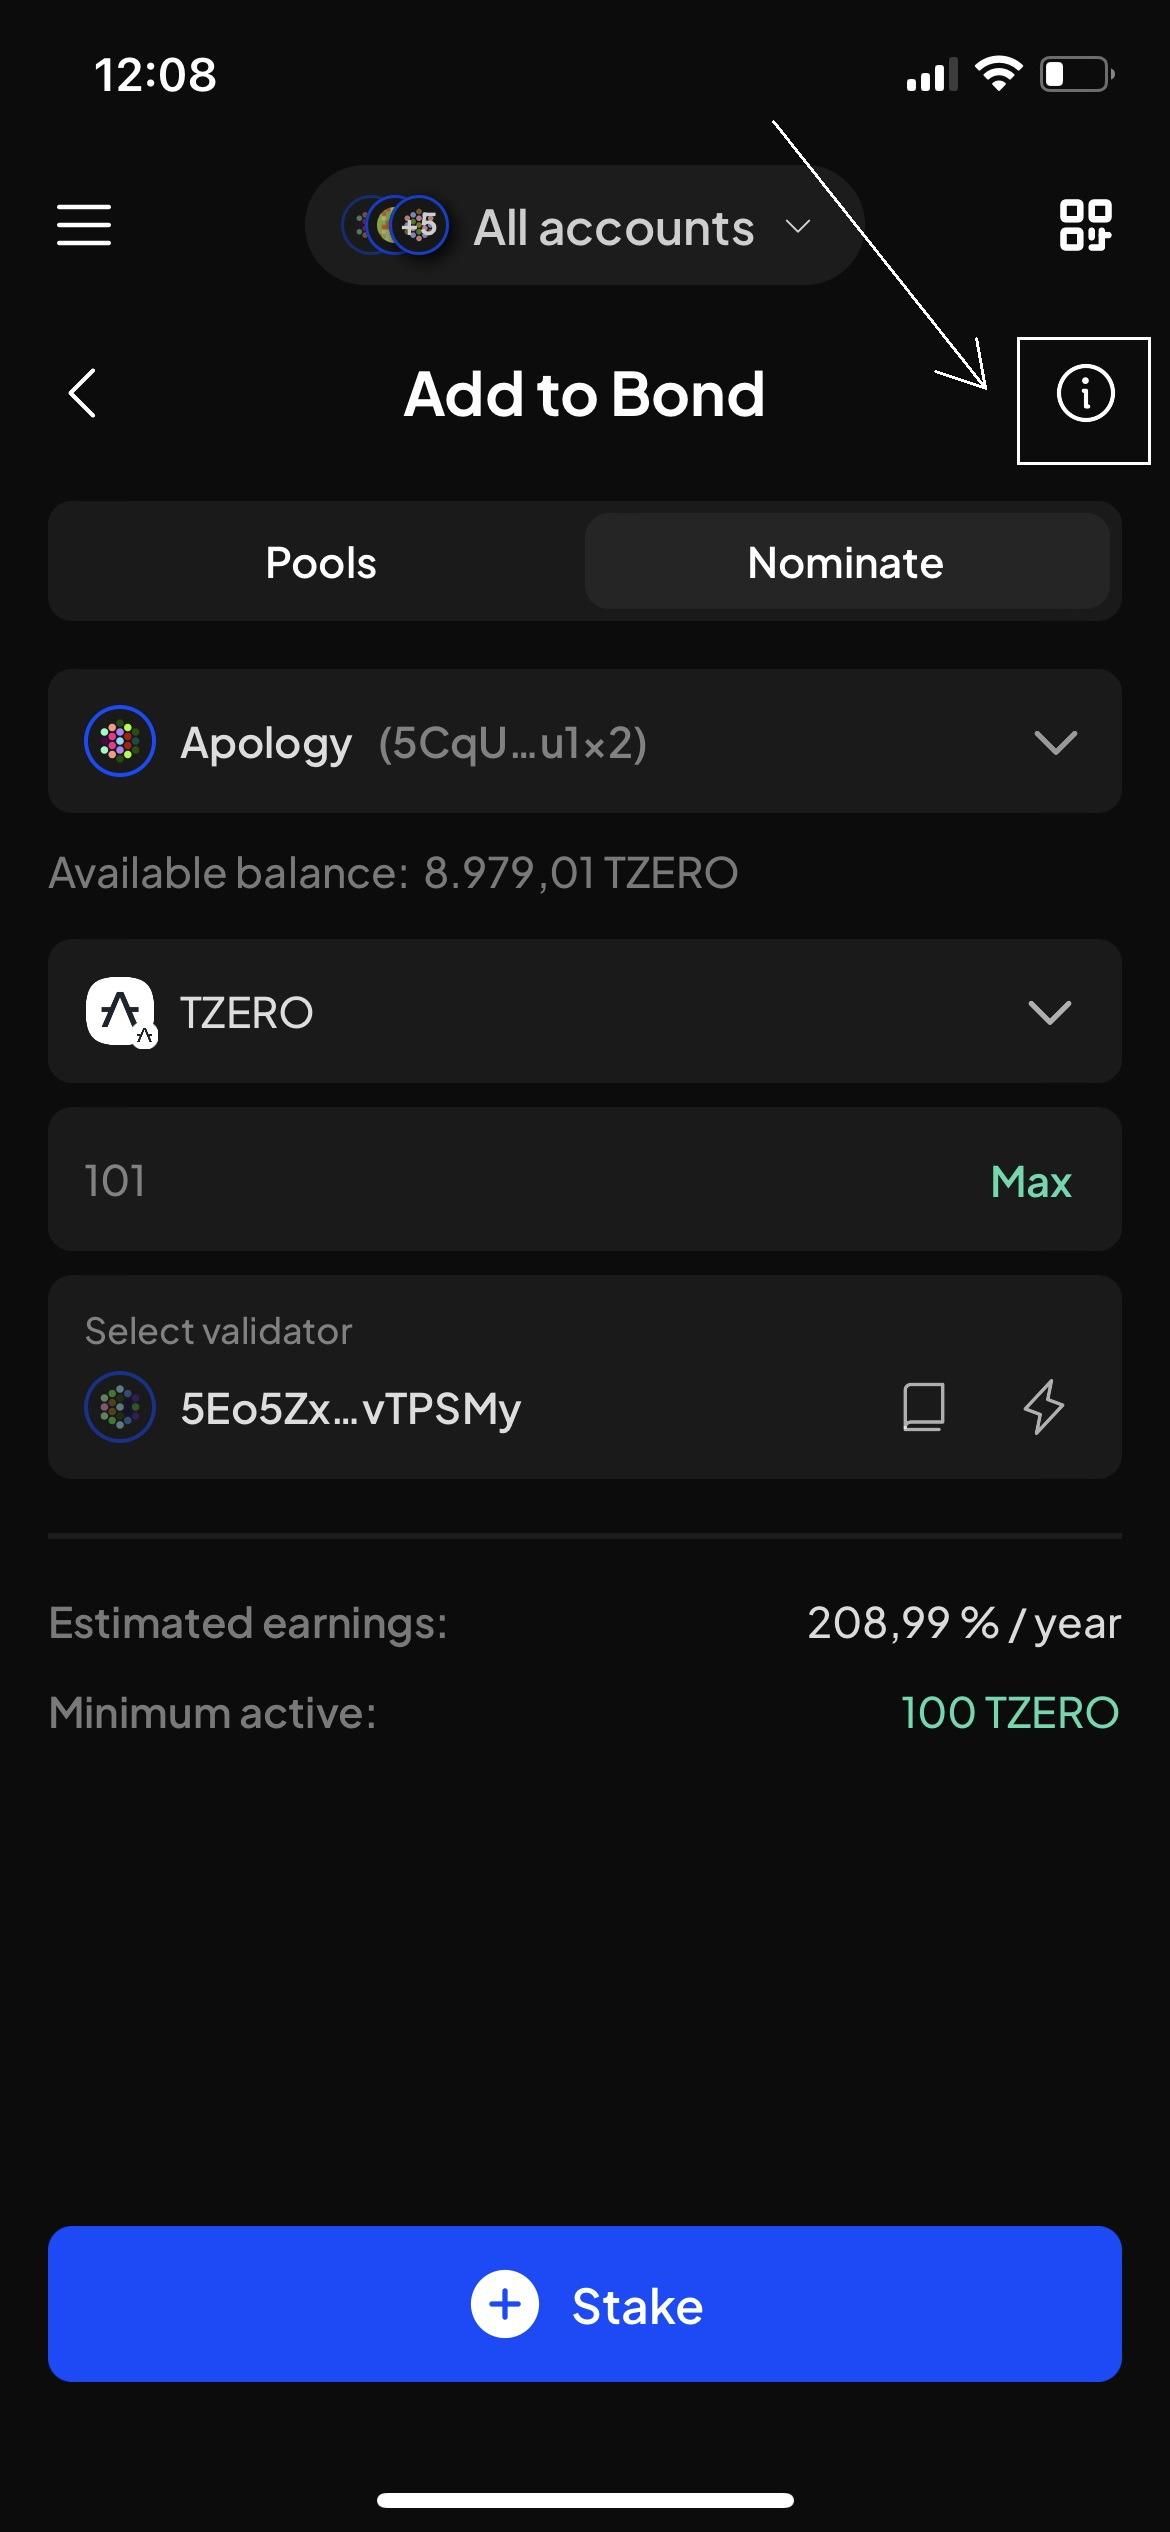 12:08
+5 All accounts
Add to Bond
Pools Nominate
Apology (5CqU...u1x2)
Available balance: 8.979,01 TZERO
TZERO
101 Max
Select validator
5Eo5Zx...vTPSMy
Estimated earnings: 208,99 % / year
Minimum active: 100 TZERO
Stake